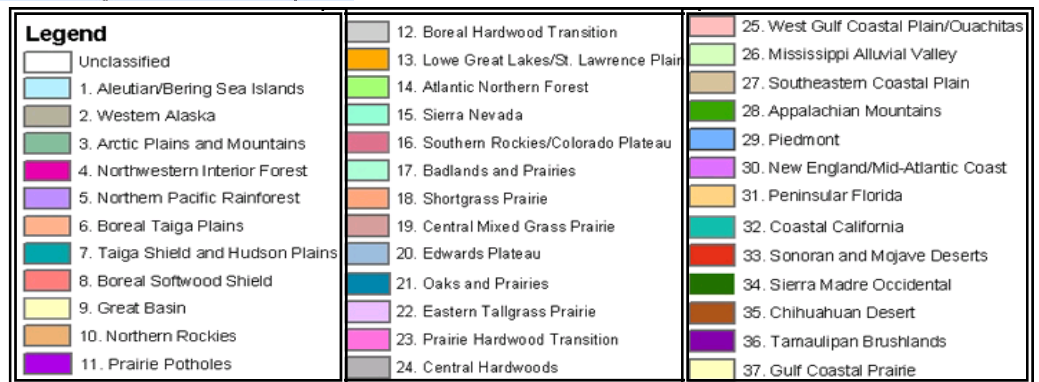 Legend
Unclassified
1. Aleutian/Bering Sea Islands
2. Western Alaska
3. Arctic Plains and Mountains
4. Northwestern Interior Forest
5. Northern Pacific Rainforest
6. Boreal Taiga Plains
7. Taiga Shield and Hudson Plains
8. Boreal Softwood Shield
9. Great Basin
10. Northern Rockies
11. Prairie Potholes
12. Boreal Hardwood Transition
13. Lowe Great Lakes/St. Lawrence Plain
14. Atlantic Northern Forest
15. Sierra Nevada
16. Southern Rockies/Colorado Plateau
17. Badlands and Prairies
18. Shortgrass Prairie
19. Central Mixed Grass Prairie
20. Edwards Plateau
21. Oaks and Prairies
22. Eastern Tallgrass Prairie
23. Prairie Hardwood Transition
24. Central Hardwoods
25. West Gulf Coastal Plain/Ouachitas
26. Mississippi Alluvial Valley
27. Southeastern Coastal Plain
28. Appalachian Mountains
29. Piedmont
30. New England/Mid-Atlantic Coast
31. Peninsular Florida
32. Coastal California
33. Sonoran and Mojave Deserts
34. Sierra Madre Occidental
35. Chihuahuan Desert
36. Tamaulipan Brushlands
37. Gulf Coastal Prairie